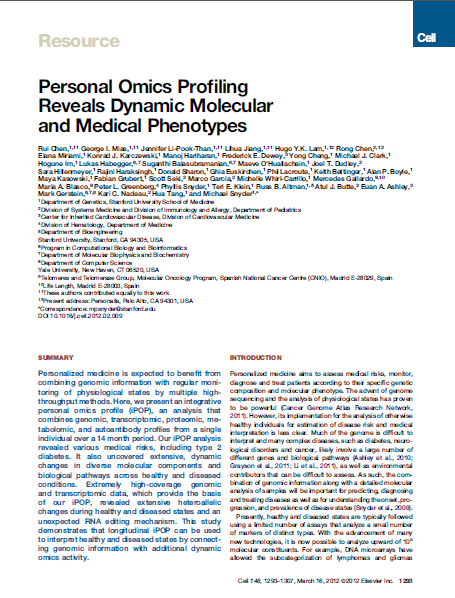 Resource
Cell
Personal Omics Profiling
Reveals Dynamic Molecular
and Medical Phenotypes
Rui Chen,1,11 George I. Mias,1,11 Jennifer Li-Pook-Than,1,11 Lihua Jiang,1,11 Hugo Y.K. Lam,1,12 Rong Chen,2,12
Elana Miriami,1 Konrad J. Karczewski,1 Manoj Hariharan,1 Frederick E. Dewey,3 Yong Cheng,1 Michael J. Clark,1
Hogune Im,1 Lukas Habegger,6,7 Suganthi Balasubramanian,6,7 Maeve O'Huallachain,1 Joel T. Dudley,2
Sara Hillenmeyer,1 Rajini Haraksingh,1 Donald Sharon,1 Ghia Euskirchen,1 Phil Lacroute,1 Keith Bettinger,1 Alan P. Boyle,1
Maya Kasowski,1 Fabian Grubert,1 Scott Seki,2 Marco Garcia,2 Michelle Whirl-Carrillo,1 Mercedes Gallardo,9,10
Maria A. Blasco,9 Peter L. Greenberg,4 Phyllis Snyder,1 Teri E. Klein,1 Russ B. Altman,1,5 Atul J. Butte,2 Euan A. Ashley,3
Mark Gerstein,6,7,8 Kari C. Nadeau,2 Hua Tang,1 and Michael Snyder1,*
1Department of Genetics, Stanford University School of Medicine
2Division of Systems Medicine and Division of Immunology and Allergy, Department of Pediatrics
3Center for Inherited Cardiovascular Disease, Division of Cardiovascular Medicine
4Division of Hematology, Department of Medicine
5Department of Bioengineering
Stanford University, Stanford, CA 94305, USA
6Program in Computational Biology and Bioinformatics
7Department of Molecular Biophysics and Biochemistry
8Department of Computer Science
Yale University, New Haven, CT 06520, USA
9Telomeres and Telomerase Group, Molecular Oncology Program, Spanish National Cancer Centre (CNIO), Madrid E-28029, Spain
10Life Length, Madrid E-28003, Spain
11These authors contributed equally to this work
12Present address: Personalis, Palo Alto, CA 94301, USA
*Correspondence: mpsnyder@stanford.edu
DOI 10.1016/j.cell.2012.02.009
SUMMARY
Personalized medicine is expected to benefit from
combining genomic information with regular moni-
toring of physiological states by multiple high-
throughput methods. Here, we present an integrative
personal omics profile (iPOP), an analysis that
combines genomic, transcriptomic, proteomic, me-
tabolomic, and autoantibody profiles from a single
individual over a 14 month period. Our iPOP analysis
revealed various medical risks, including type 2
diabetes. It also uncovered extensive, dynamic
changes in diverse molecular components and
biological pathways across healthy and diseased
conditions. Extremely high-coverage genomic
and transcriptomic data, which provide the basis
of our iPOP, revealed extensive heteroallelic
changes during healthy and diseased states and an
unexpected RNA editing mechanism. This study
demonstrates that longitudinal iPOP can be used
to interpret healthy and diseased states by connect-
ing genomic information with additional dynamic
omics activity.
INTRODUCTION
Personalized medicine aims to assess medical risks, monitor,
diagnose and treat patients according to their specific genetic
composition and molecular phenotype. The advent of genome
sequencing and the analysis of physiological states has proven
to be powerful (Cancer Genome Atlas Research Network,
2011). However, its implementation for the analysis of otherwise
healthy individuals for estimation of disease risk and medical
interpretation is less clear. Much of the genome is difficult to
interpret and many complex diseases, such as diabetes, neuro-
logical disorders and cancer, likely involve a large number of
different genes and biological pathways (Ashley et al., 2010;
Grayson et al., 2011; Li et al., 2011), as well as environmental
contributors that can be difficult to assess. As such, the com-
bination of genomic information along with a detailed molecular
analysis of samples will be important for predicting, diagnosing
and treating diseases as well as for understanding the onset, pro-
gression, and prevalence of disease states (Snyder et al., 2009).
Presently, healthy and diseased states are typically followed
using a limited number of assays that analyze a small number
of markers of distinct types. With the advancement of many
new technologies, it is now possible to analyze upward of 10⁵
molecular constituents. For example, DNA microarrays have
allowed the subcategorization of lymphomas and gliomas
Cell 148, 1293–1307, March 16, 2012 ©2012 Elsevier Inc. 1293